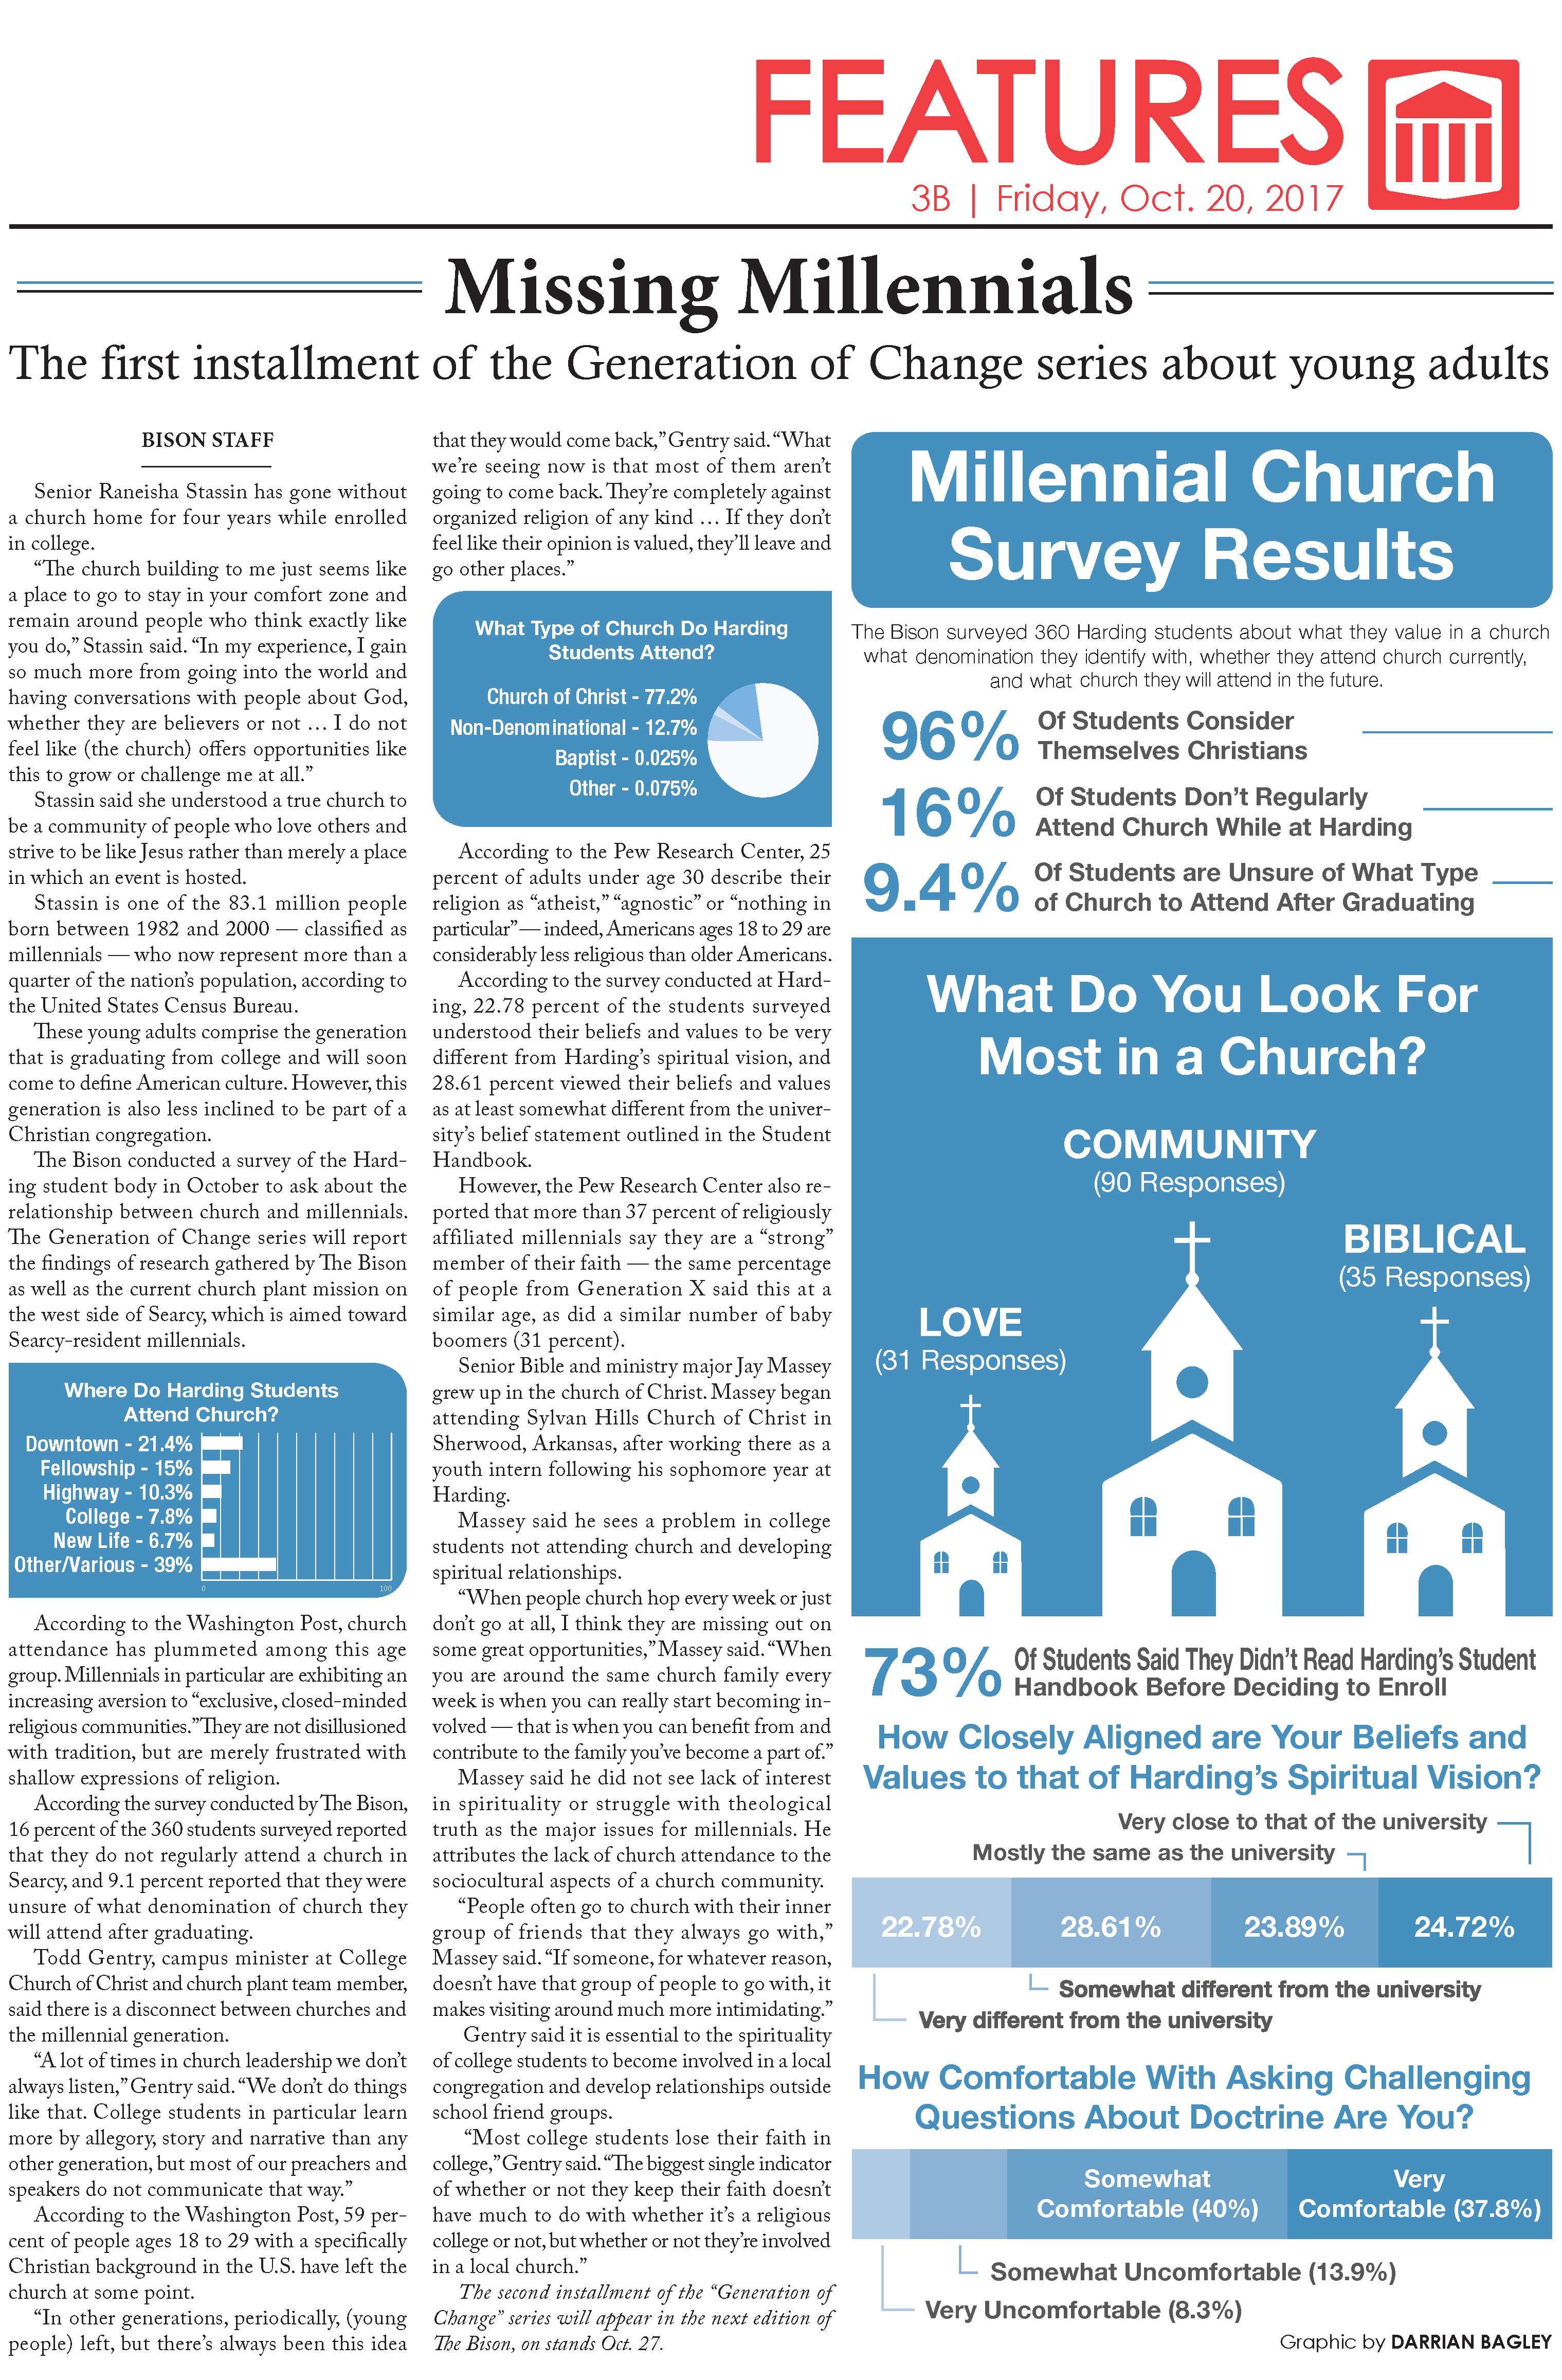 FEATURES
3B | Friday, Oct. 20, 2017
Missing Millennials
The first installment of the Generation of Change series about young adults
BISON STAFF
Senior Raneisha Stassin has gone without
a church home for four years while enrolled
in college.
“The church building to me just seems like
a place to go to stay in your comfort zone and
remain around people who think exactly like
you do,” Stassin said. “In my experience, I gain
so much more from going into the world and
having conversations with people about God,
whether they are believers or not … I do not
feel like (the church) offers opportunities like
this to grow or challenge me at all.”
Stassin said she understood a true church to
be a community of people who love others and
strive to be like Jesus rather than merely a place
in which an event is hosted.
Stassin is one of the 83.1 million people
born between 1982 and 2000 — classified as
millennials — who now represent more than a
quarter of the nation’s population, according to
the United States Census Bureau.
These young adults comprise the generation
that is graduating from college and will soon
come to define American culture. However, this
generation is also less inclined to be part of a
Christian congregation.
The Bison conducted a survey of the Hard-
ing student body in October to ask about the
relationship between church and millennials.
The Generation of Change series will report
the findings of research gathered by The Bison
as well as the current church plant mission on
the west side of Searcy, which is aimed toward
Searcy-resident millennials.
Where Do Harding Students
Attend Church?
Downtown - 21.4%
Fellowship - 15%
Highway - 10.3%
College - 7.8%
New Life - 6.7%
Other/Various - 39%
0 100
According to the Washington Post, church
attendance has plummeted among this age
group. Millennials in particular are exhibiting an
increasing aversion to “exclusive, closed-minded
religious communities.” They are not disillusioned
with tradition, but are merely frustrated with
shallow expressions of religion.
According the survey conducted by The Bison,
16 percent of the 360 students surveyed reported
that they do not regularly attend a church in
Searcy, and 9.1 percent reported that they were
unsure of what denomination of church they
will attend after graduating.
Todd Gentry, campus minister at College
Church of Christ and church plant team member,
said there is a disconnect between churches and
the millennial generation.
“A lot of times in church leadership we don’t
always listen,” Gentry said. “We don’t do things
like that. College students in particular learn
more by allegory, story and narrative than any
other generation, but most of our preachers and
speakers do not communicate that way.”
According to the Washington Post, 59 per-
cent of people ages 18 to 29 with a specifically
Christian background in the U.S. have left the
church at some point.
“In other generations, periodically, (young
people) left, but there’s always been this idea
that they would come back,” Gentry said. “What
we’re seeing now is that most of them aren’t
going to come back. They’re completely against
organized religion of any kind … If they don’t
feel like their opinion is valued, they’ll leave and
go other places.”
What Type of Church Do Harding
Students Attend?
Church of Christ - 77.2%
Non-Denominational - 12.7%
Baptist - 0.025%
Other - 0.075%
According to the Pew Research Center, 25
percent of adults under age 30 describe their
religion as “atheist,” “agnostic” or “nothing in
particular” — indeed, Americans ages 18 to 29 are
considerably less religious than older Americans.
According to the survey conducted at Hard-
ing, 22.78 percent of the students surveyed
understood their beliefs and values to be very
different from Harding’s spiritual vision, and
28.61 percent viewed their beliefs and values
as at least somewhat different from the univer-
sity’s belief statement outlined in the Student
Handbook.
However, the Pew Research Center also re-
ported that more than 37 percent of religiously
affiliated millennials say they are a “strong”
member of their faith — the same percentage
of people from Generation X said this at a
similar age, as did a similar number of baby
boomers (31 percent).
Senior Bible and ministry major Jay Massey
grew up in the church of Christ. Massey began
attending Sylvan Hills Church of Christ in
Sherwood, Arkansas, after working there as a
youth intern following his sophomore year at
Harding.
Massey said he sees a problem in college
students not attending church and developing
spiritual relationships.
“When people church hop every week or just
don’t go at all, I think they are missing out on
some great opportunities,” Massey said. “When
you are around the same church family every
week is when you can really start becoming in-
volved — that is when you can benefit from and
contribute to the family you’ve become a part of.”
Massey said he did not see lack of interest
in spirituality or struggle with theological
truth as the major issues for millennials. He
attributes the lack of church attendance to the
sociocultural aspects of a church community.
“People often go to church with their inner
group of friends that they always go with,”
Massey said. “If someone, for whatever reason,
doesn’t have that group of people to go with, it
makes visiting around much more intimidating.”
Gentry said it is essential to the spirituality
of college students to become involved in a local
congregation and develop relationships outside
school friend groups.
“Most college students lose their faith in
college,” Gentry said. “The biggest single indicator
of whether or not they keep their faith doesn’t
have much to do with whether it’s a religious
college or not, but whether or not they’re involved
in a local church.”
The second installment of the “Generation of
Change” series will appear in the next edition of
The Bison, on stands Oct. 27.
Millennial Church
Survey Results
The Bison surveyed 360 Harding students about what they value in a church
what denomination they identify with, whether they attend church currently,
and what church they will attend in the future.
96% Of Students Consider
Themselves Christians
16% Of Students Don’t Regularly
Attend Church While at Harding
9.4% Of Students are Unsure of What Type
of Church to Attend After Graduating
What Do You Look For
Most in a Church?
COMMUNITY
(90 Responses)
BIBLICAL
(35 Responses)
LOVE
(31 Responses)
73% Of Students Said They Didn’t Read Harding’s Student
Handbook Before Deciding to Enroll
How Closely Aligned are Your Beliefs and
Values to that of Harding’s Spiritual Vision?
Very close to that of the university
Mostly the same as the university
22.78% 28.61% 23.89% 24.72%
Somewhat different from the university
Very different from the university
How Comfortable With Asking Challenging
Questions About Doctrine Are You?
Somewhat
Comfortable (40%)
Very
Comfortable (37.8%)
Somewhat Uncomfortable (13.9%)
Very Uncomfortable (8.3%)
Graphic by DARRIAN BAGLEY